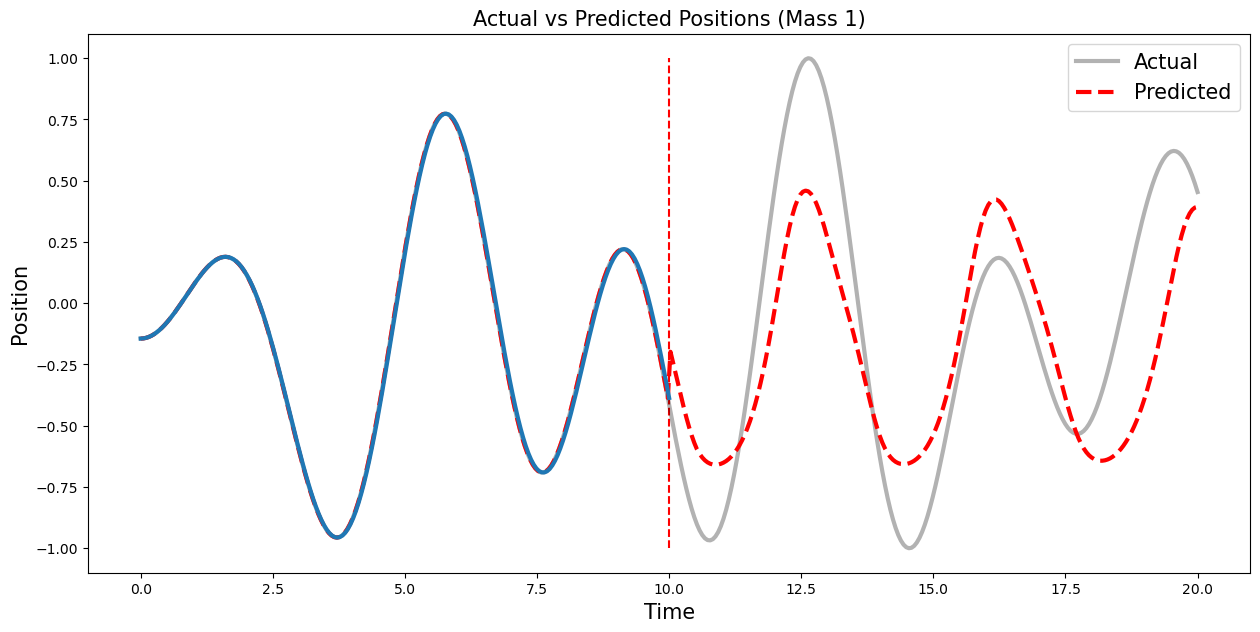 Actual vs Predicted Positions (Mass 1)
Actual
Predicted
Position
1.00
0.75
0.50
0.25
0.00
−0.25
−0.50
−0.75
−1.00
0.0 2.5 5.0 7.5 10.0 12.5 15.0 17.5 20.0
Time